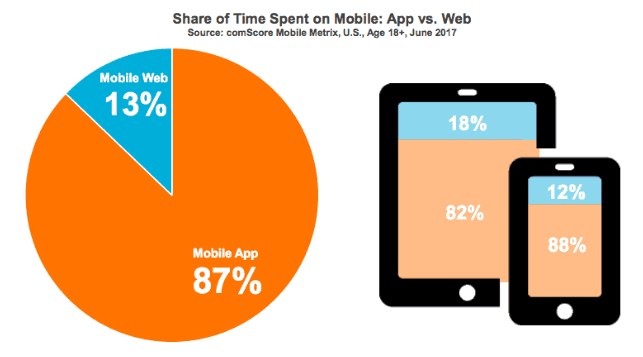 Share of Time Spent on Mobile: App vs. Web
Source: comScore Mobile Metrix, U.S., Age 18+, June 2017
Mobile Web
13%
Mobile App
87%
18%
82%
12%
88%